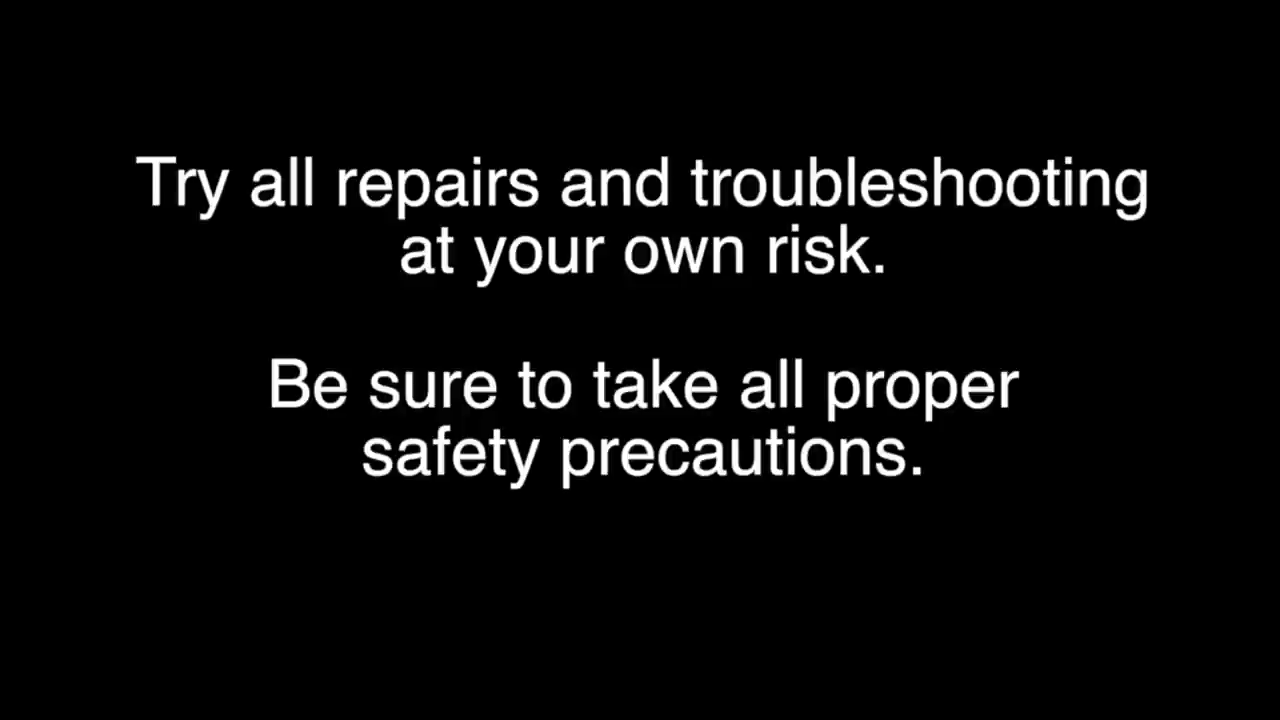 Try all repairs and troubleshooting
at your own risk.
Be sure to take all proper
safety precautions.